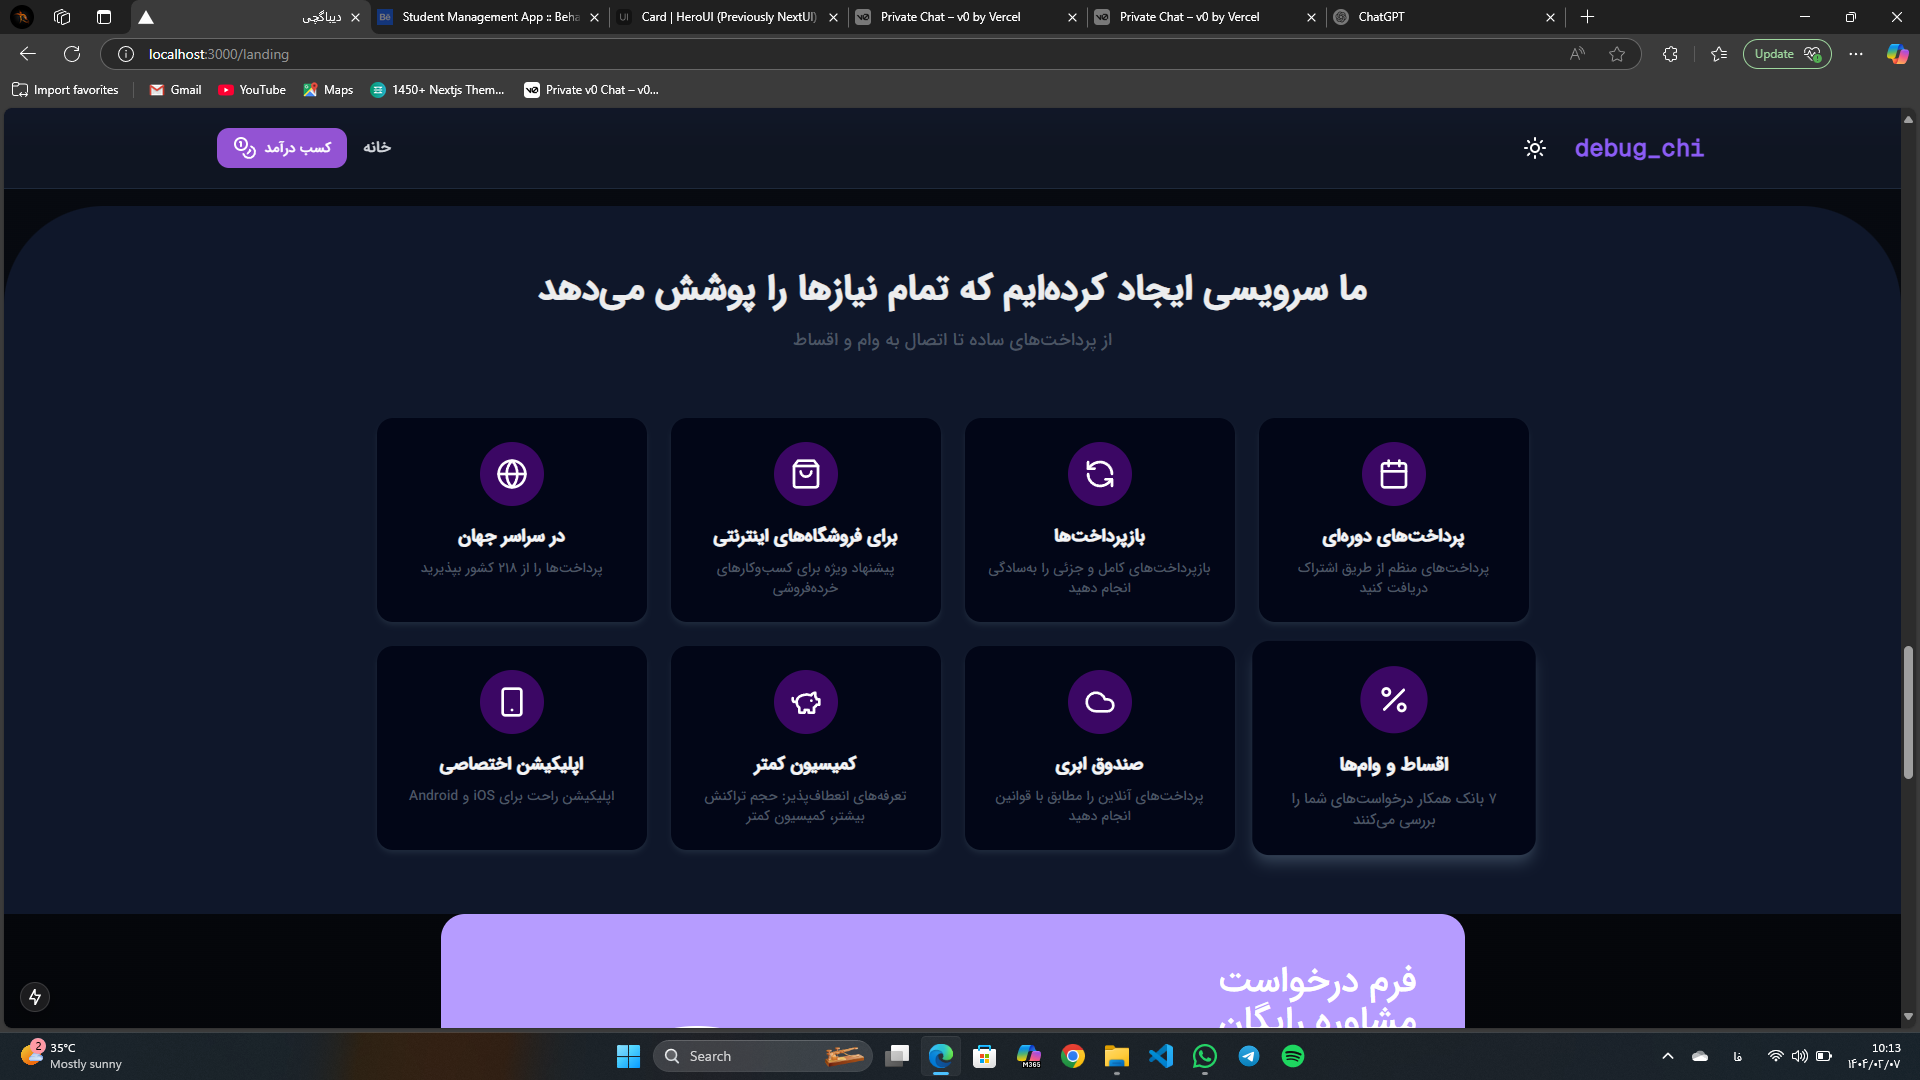 دیباگچی
Student Management App :: Beha
Card | HeroUI (Previously NextUI)
Private Chat – v0 by Vercel
Private Chat – v0 by Vercel
ChatGPT
localhost:3000/landing
Update
Import favorites
Gmail
YouTube
Maps
1450+ Nextjs Them...
Private v0 Chat – v0...
debug_chi
خانه
کسب درآمد
ما سرویسی ایجاد کرده‌ایم که تمام نیازها را پوشش می‌دهد
از پرداخت‌های ساده تا اتصال به وام و اقساط
پرداخت‌های دوره‌ای
پرداخت‌های منظم از طریق اشتراک
دریافت کنید
بازپرداخت‌ها
بازپرداخت‌های کامل و جزئی را به‌سادگی
انجام دهید
برای فروشگاه‌های اینترنتی
پیشنهاد ویژه برای کسب‌وکارهای
خرده‌فروشی
در سراسر جهان
پرداخت‌ها را از ۲۱۸ کشور بپذیرید
اقساط و وام‌ها
۷ بانک همکار درخواست‌های شما را
بررسی می‌کنند
صندوق ابری
پرداخت‌های آنلاین را مطابق با قوانین
انجام دهید
کمیسیون کمتر
تعرفه‌های انعطاف‌پذیر: حجم تراکنش
بیشتر، کمیسیون کمتر
اپلیکیشن اختصاصی
اپلیکیشن راحت برای iOS و Android
فرم درخواست
مشاوره رایگان
2
35°C
Mostly sunny
Search
M365
فا
10:13
۱۴۰۴/۰۲/۰۷